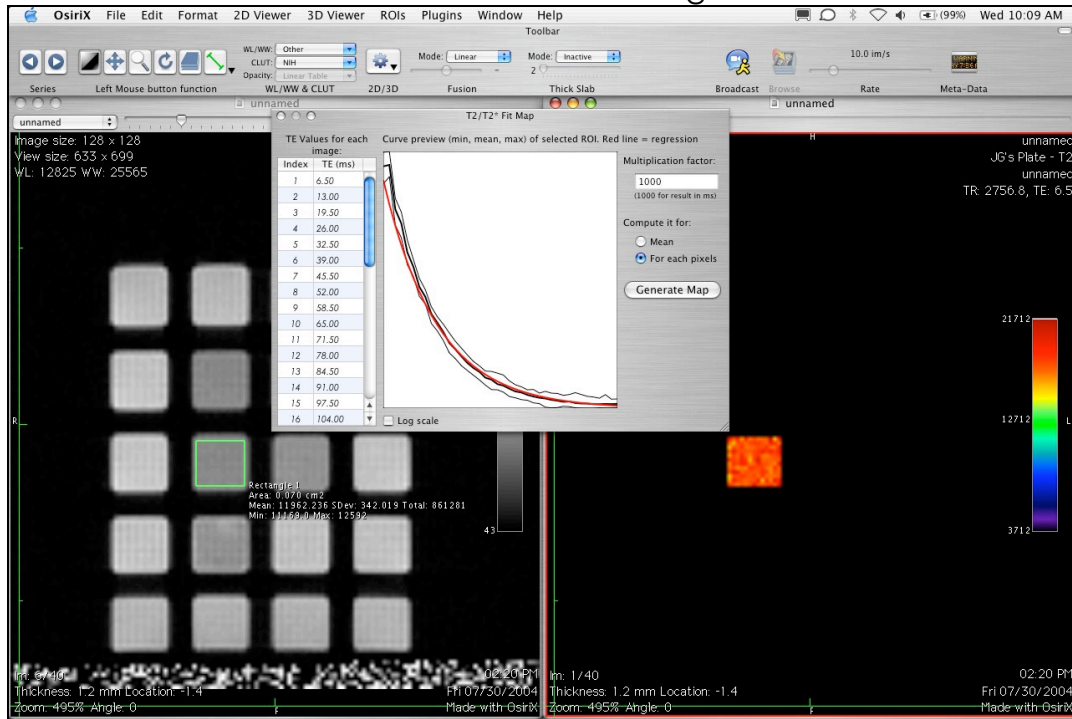 OsiriX File Edit Format 2D Viewer 3D Viewer ROIs Plugins Window Help (99%) Wed 10:09 AM
Toolbar
WL/WW: Other
CLUT: NIH
Opacity: Linear Table
Mode: Linear
Mode: Inactive
2
10.0 im/s
Series Left Mouse button function WL/WW & CLUT 2D/3D Fusion Thick Slab Broadcast Browse Rate Meta-Data
unnamed
unnamed
unnamed
Image size: 128 x 128
View size: 633 x 699
WL: 12825 WW: 25565
T2/T2* Fit Map
TE Values for each image:
Index TE (ms)
1 6.50
2 13.00
3 19.50
4 26.00
5 32.50
6 39.00
7 45.50
8 52.00
9 58.50
10 65.00
11 71.50
12 78.00
13 84.50
14 91.00
15 97.50
16 104.00
Curve preview (min, mean, max) of selected ROI. Red line = regression
Log scale
Multiplication factor:
1000
(1000 for result in ms)
Compute it for:
Mean
For each pixels
Generate Map
R
Rectangle 1
Area: 0.070 cm2
Mean: 11962.236 SDev: 342.019 Total: 861281
Min: 11169.0 Max: 12592
43
Im: 6/40
Thickness: 1.2 mm Location: -1.4
Zoom: 495% Angle: 0
02:20 PM
Fri 07/30/2004
Made with OsiriX
F
H
unnamed
JG's Plate - T2
unnamed
TR: 2756.8, TE: 6.5
21712
12712
3712
L
Im: 1/40
Thickness: 1.2 mm Location: -1.4
Zoom: 495% Angle: 0
F
02:20 PM
Fri 07/30/2004
Made with OsiriX